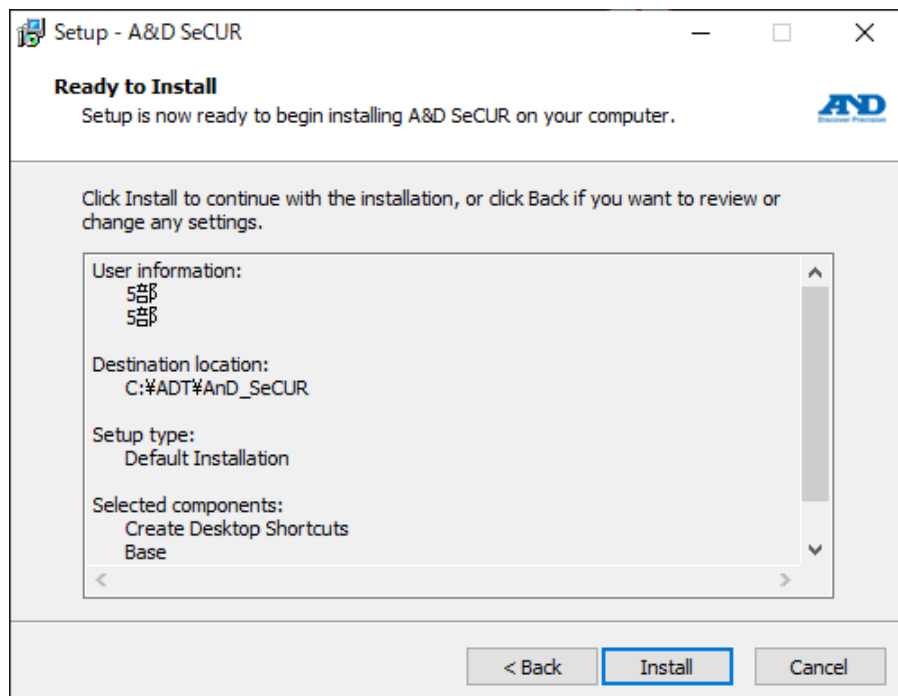 Setup - A&D SeCUR
Ready to Install
Setup is now ready to begin installing A&D SeCUR on your computer.
AND
Discover Precision
Click Install to continue with the installation, or click Back if you want to review or
change any settings.
User information:
5部
5部
Destination location:
C:¥ADT¥AnD_SeCUR
Setup type:
Default Installation
Selected components:
Create Desktop Shortcuts
Base
< Back
Install
Cancel